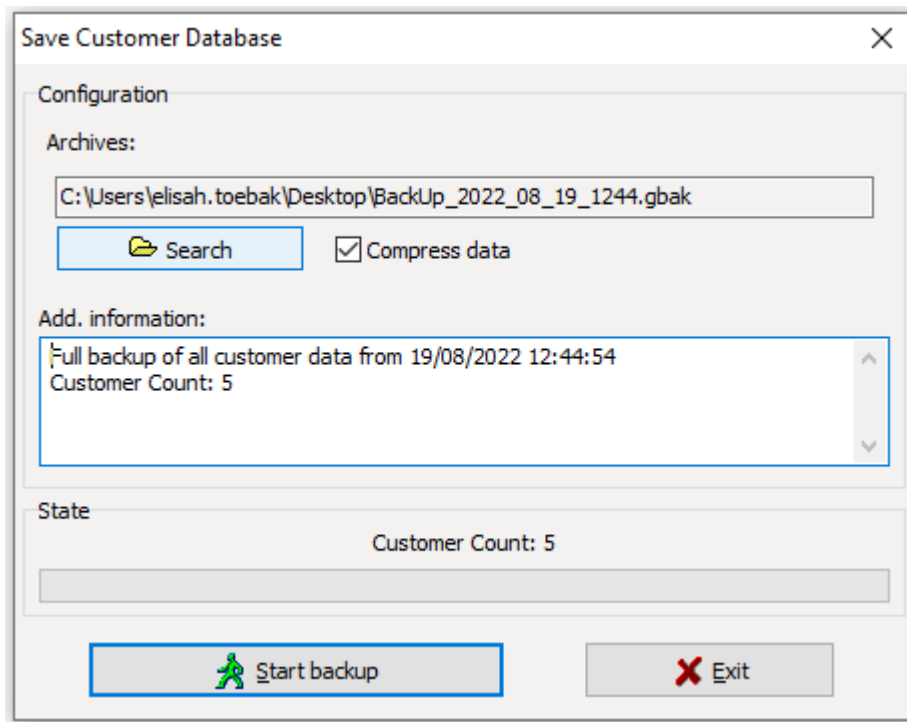 Save Customer Database
Configuration
Archives:
C:\Users\elisah.toebak\Desktop\BackUp_2022_08_19_1244.gbak
Search
Compress data
Add. information:
Full backup of all customer data from 19/08/2022 12:44:54
Customer Count: 5
State
Customer Count: 5
Start backup
Exit